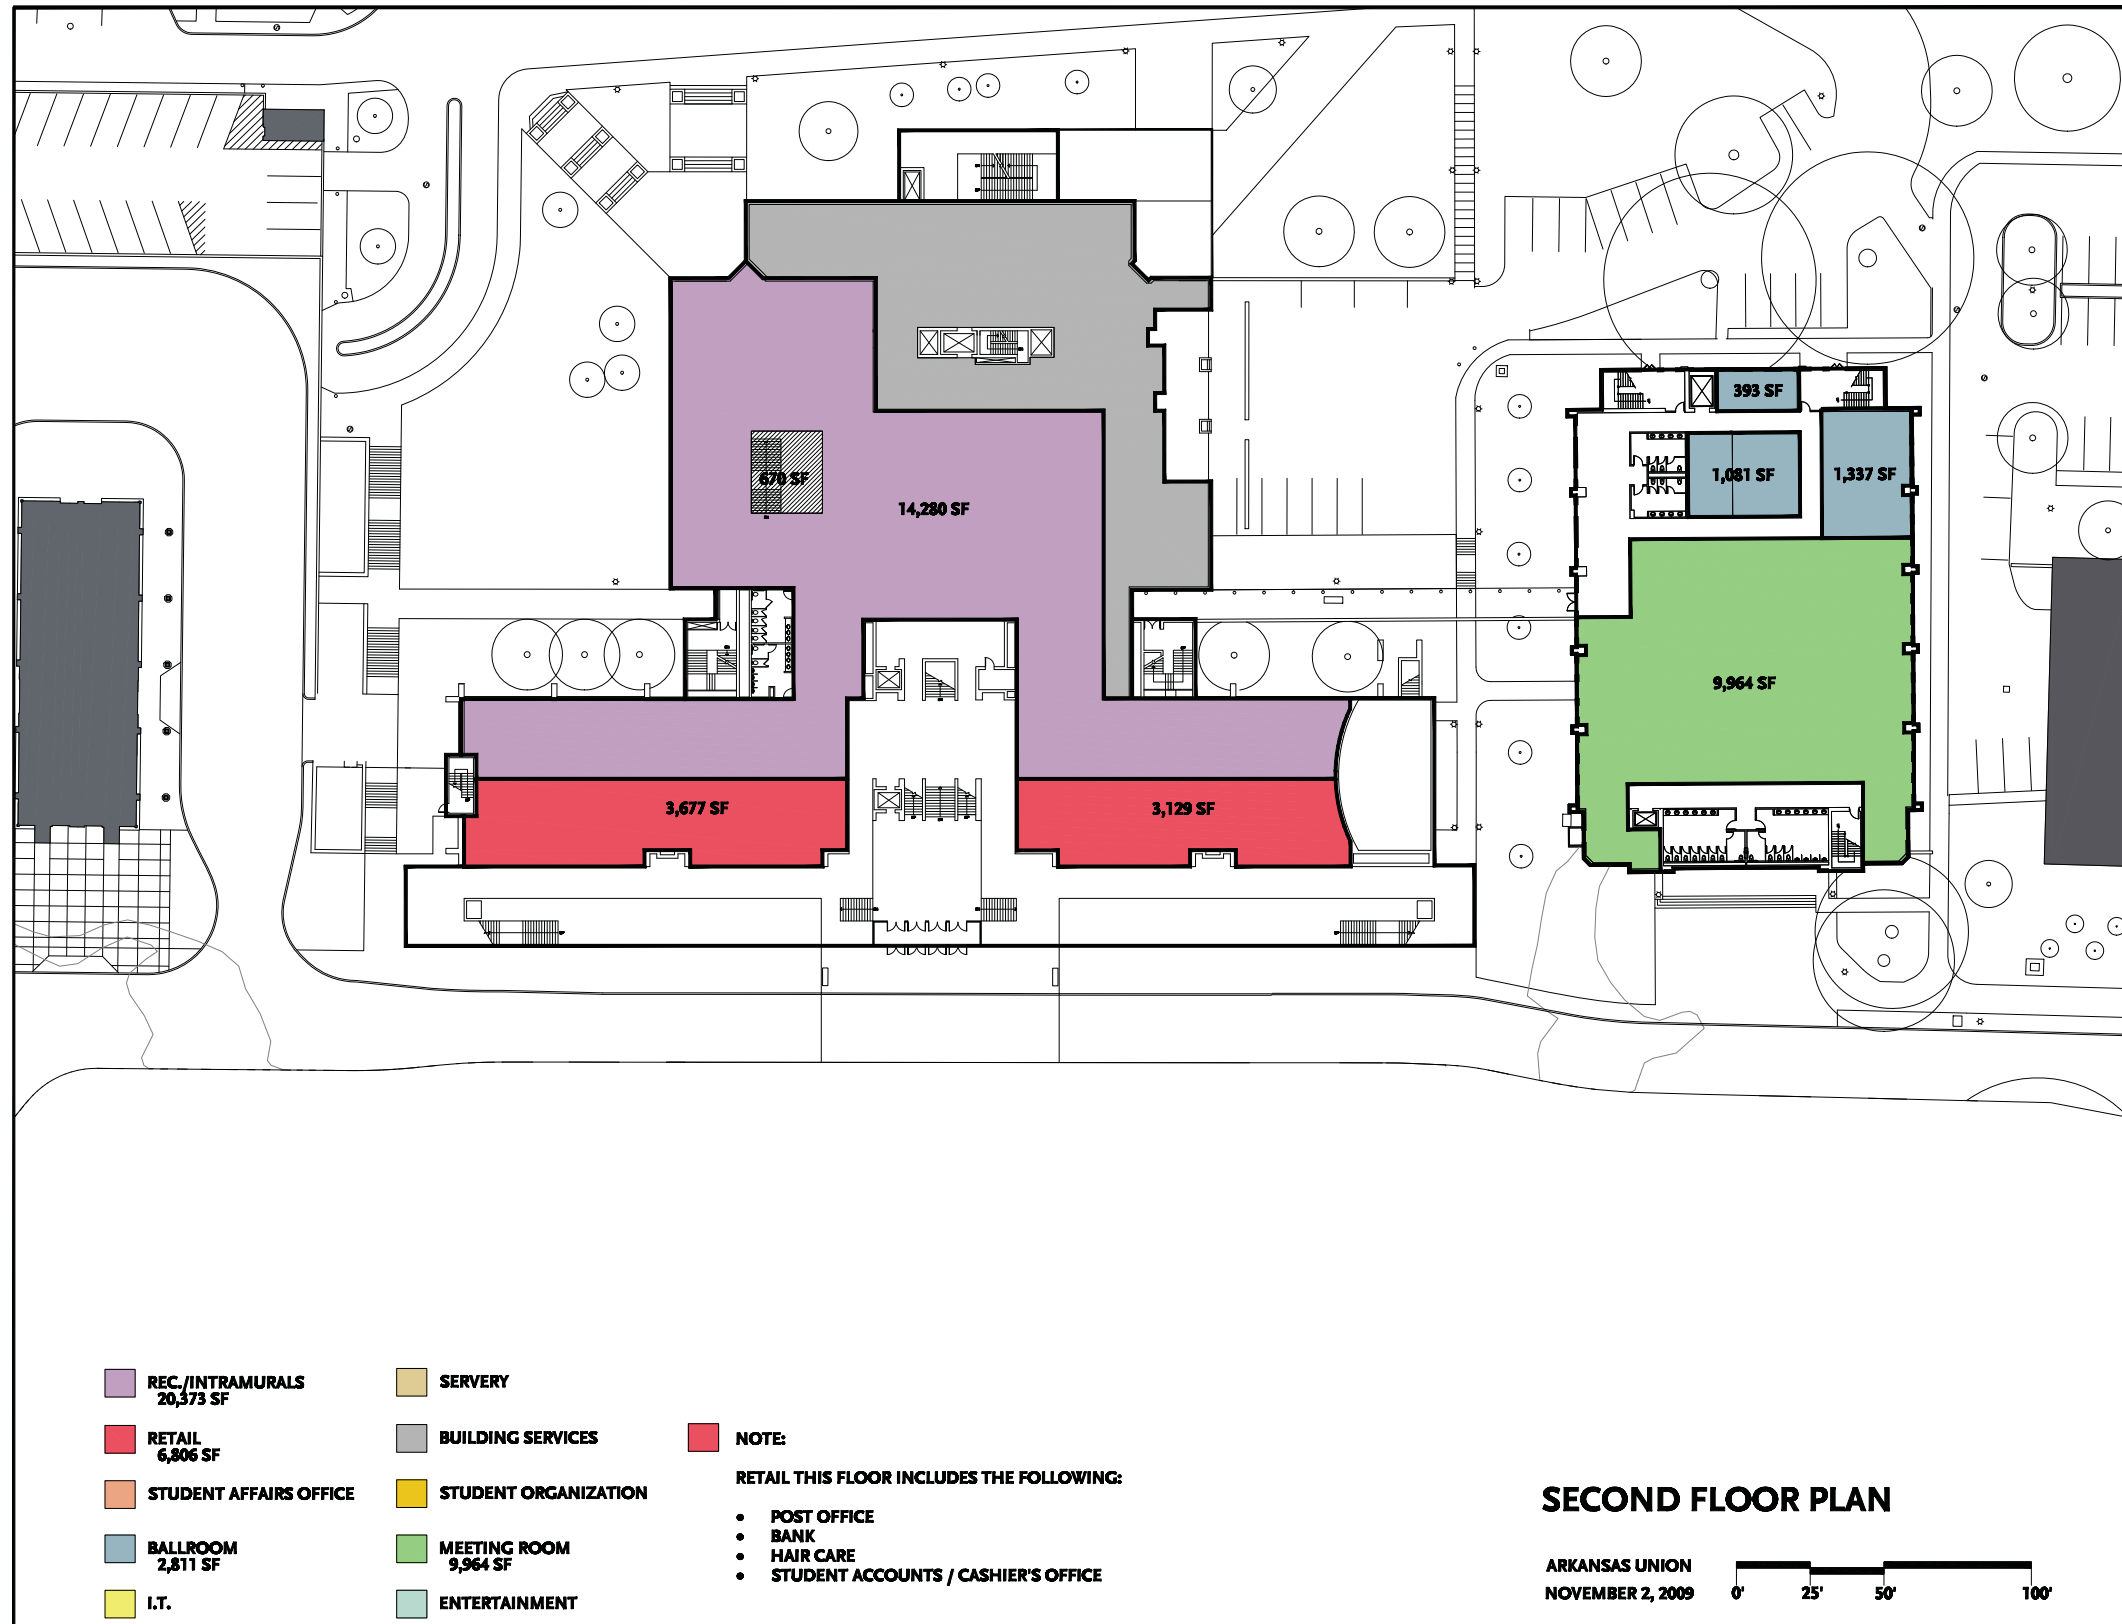 393 SF
1,081 SF
1,337 SF
670 SF
14,280 SF
9,964 SF
3,677 SF
3,129 SF
REC./INTRAMURALS
20,373 SF
RETAIL
6,806 SF
STUDENT AFFAIRS OFFICE
BALLROOM
2,811 SF
I.T.
SERVERY
BUILDING SERVICES
STUDENT ORGANIZATION
MEETING ROOM
9,964 SF
ENTERTAINMENT
NOTE:
RETAIL THIS FLOOR INCLUDES THE FOLLOWING:
• POST OFFICE
• BANK
• HAIR CARE
• STUDENT ACCOUNTS / CASHIER'S OFFICE
SECOND FLOOR PLAN
ARKANSAS UNION
NOVEMBER 2, 2009
0' 25' 50' 100'